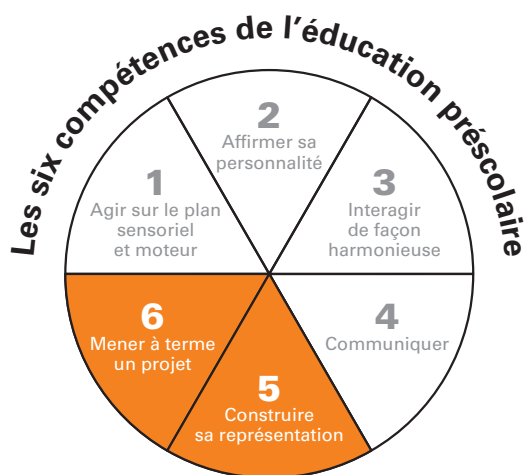 Les six compétences de l'éducation préscolaire
1
Agir sur le plan
sensoriel
et moteur
2
Affirmer sa
personnalité
3
Interagir
de façon
harmonieuse
4
Communiquer
5
Construire
sa représentation
6
Mener à terme
un projet